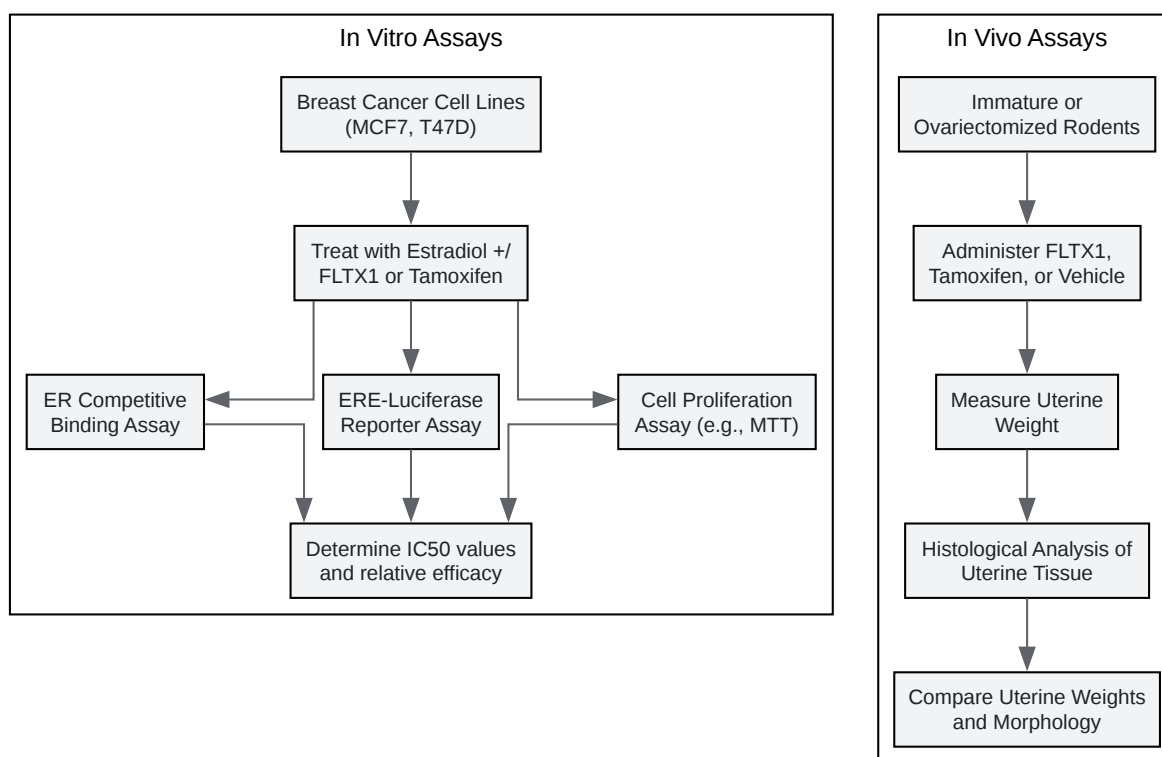 In Vitro Assays
Breast Cancer Cell Lines
(MCF7, T47D)
Treat with Estradiol +/
FLTX1 or Tamoxifen
ER Competitive
Binding Assay
ERE-Luciferase
Reporter Assay
Cell Proliferation
Assay (e.g., MTT)
Determine IC50 values
and relative efficacy
In Vivo Assays
Immature or
Ovariectomized Rodents
Administer FLTX1,
Tamoxifen, or Vehicle
Measure Uterine
Weight
Histological Analysis of
Uterine Tissue
Compare Uterine Weights
and Morphology